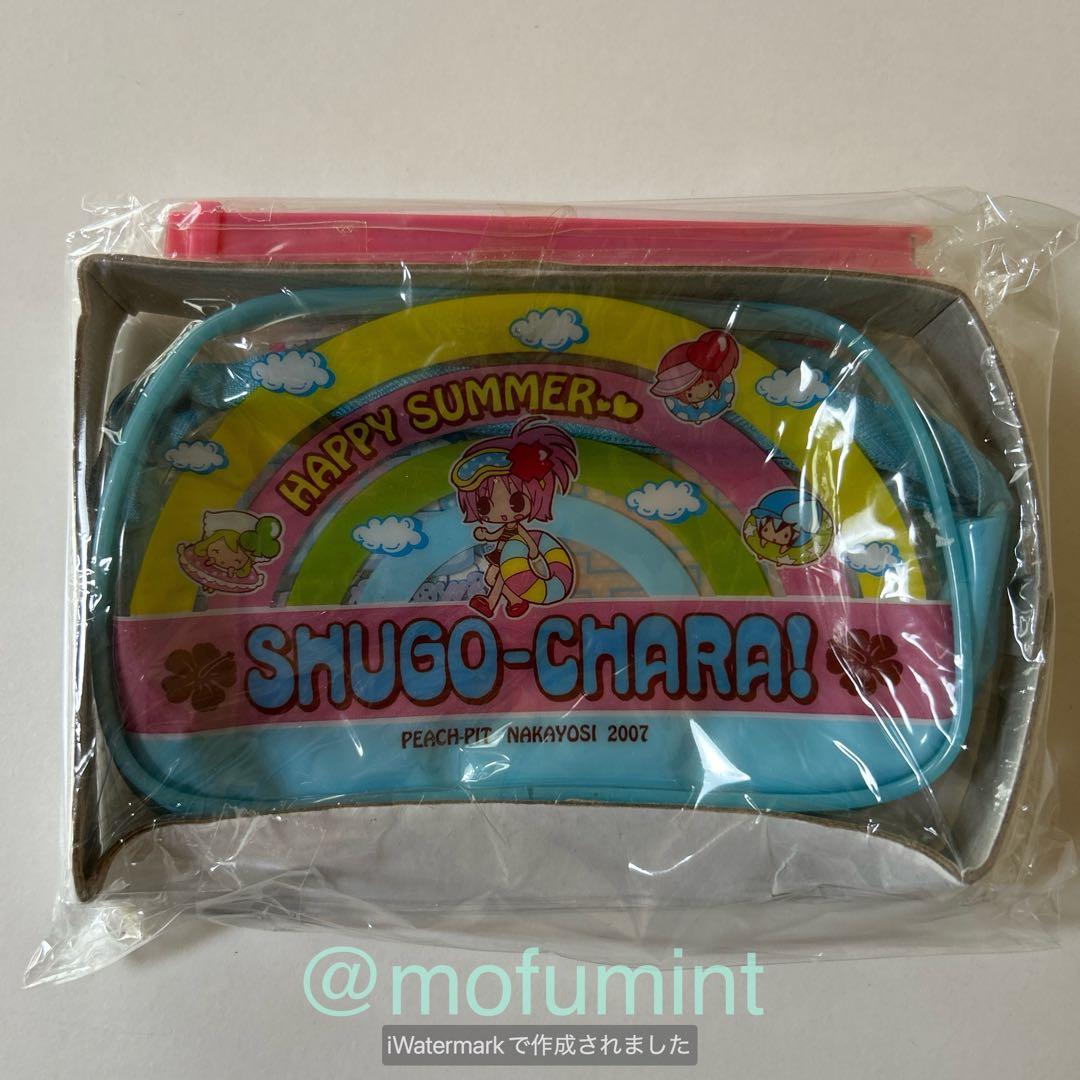 HAPPY SUMMER
SHUGO-CHARA!
PEACH-PIT NAKAYOSI 2007
@mofumint
iWatermarkで作成されました